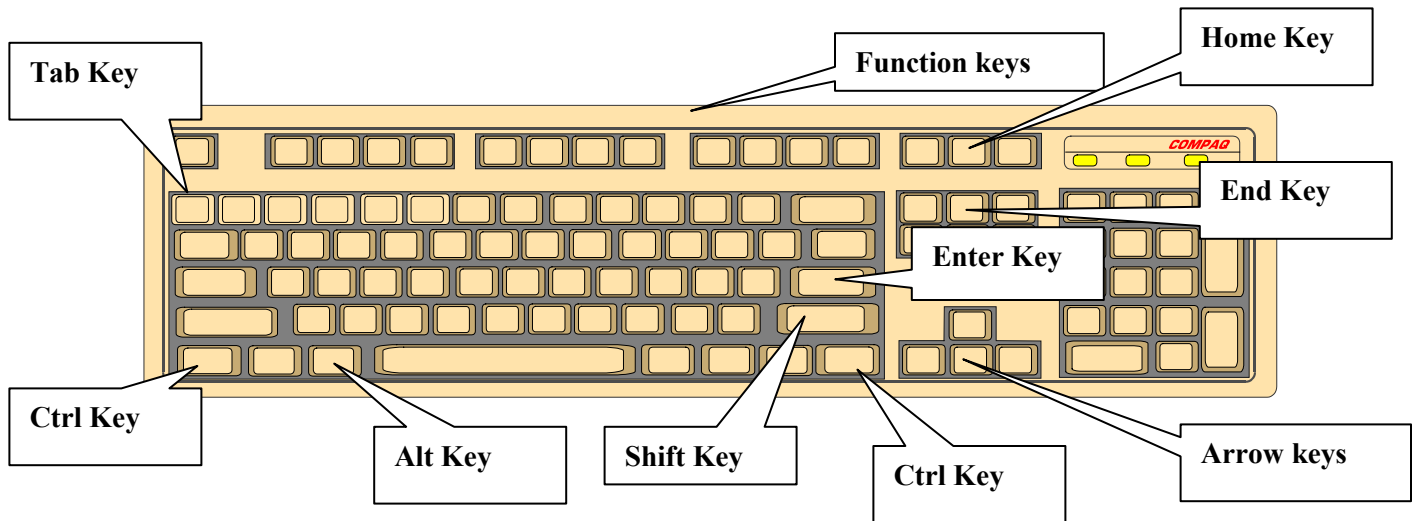 Home Key
Function keys
Tab Key
COMPAQ
End Key
Enter Key
Ctrl Key
Alt Key
Shift Key
Ctrl Key
Arrow keys